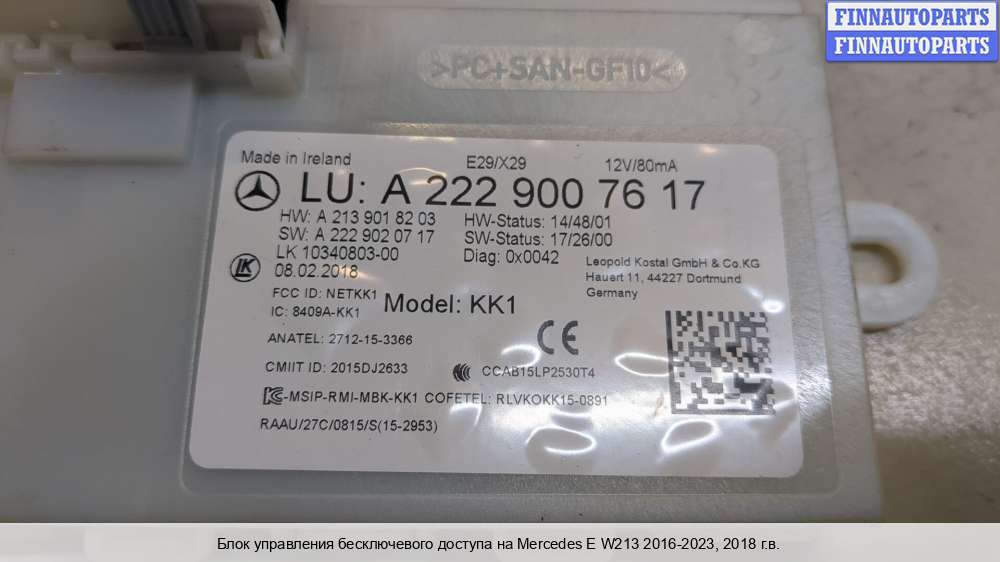 FINNAUTOPARTS
FINNAUTOPARTS
>PC+SAN-GF10<
Made in Ireland E29/X29 12V/80mA
LU: A 222 900 76 17
HW: A 213 901 82 03 HW-Status: 14/48/01
SW: A 222 902 07 17 SW-Status: 17/26/00
LK 10340803-00 Diag: 0x0042
08.02.2018
Leopold Kostal GmbH & Co.KG
Hauert 11, 44227 Dortmund
Germany
LK
FCC ID: NETKK1
IC: 8409A-KK1
Model: KK1
ANATEL: 2712-15-3366
CE
CMIIT ID: 2015DJ2633
CCAB15LP2530T4
-MSIP-RMI-MBK-KK1 COFETEL: RLVKOKK15-0891
RAAU/27C/0815/S(15-2953)
Блок управления бесключевого доступа на Mercedes E W213 2016-2023, 2018 г.в.